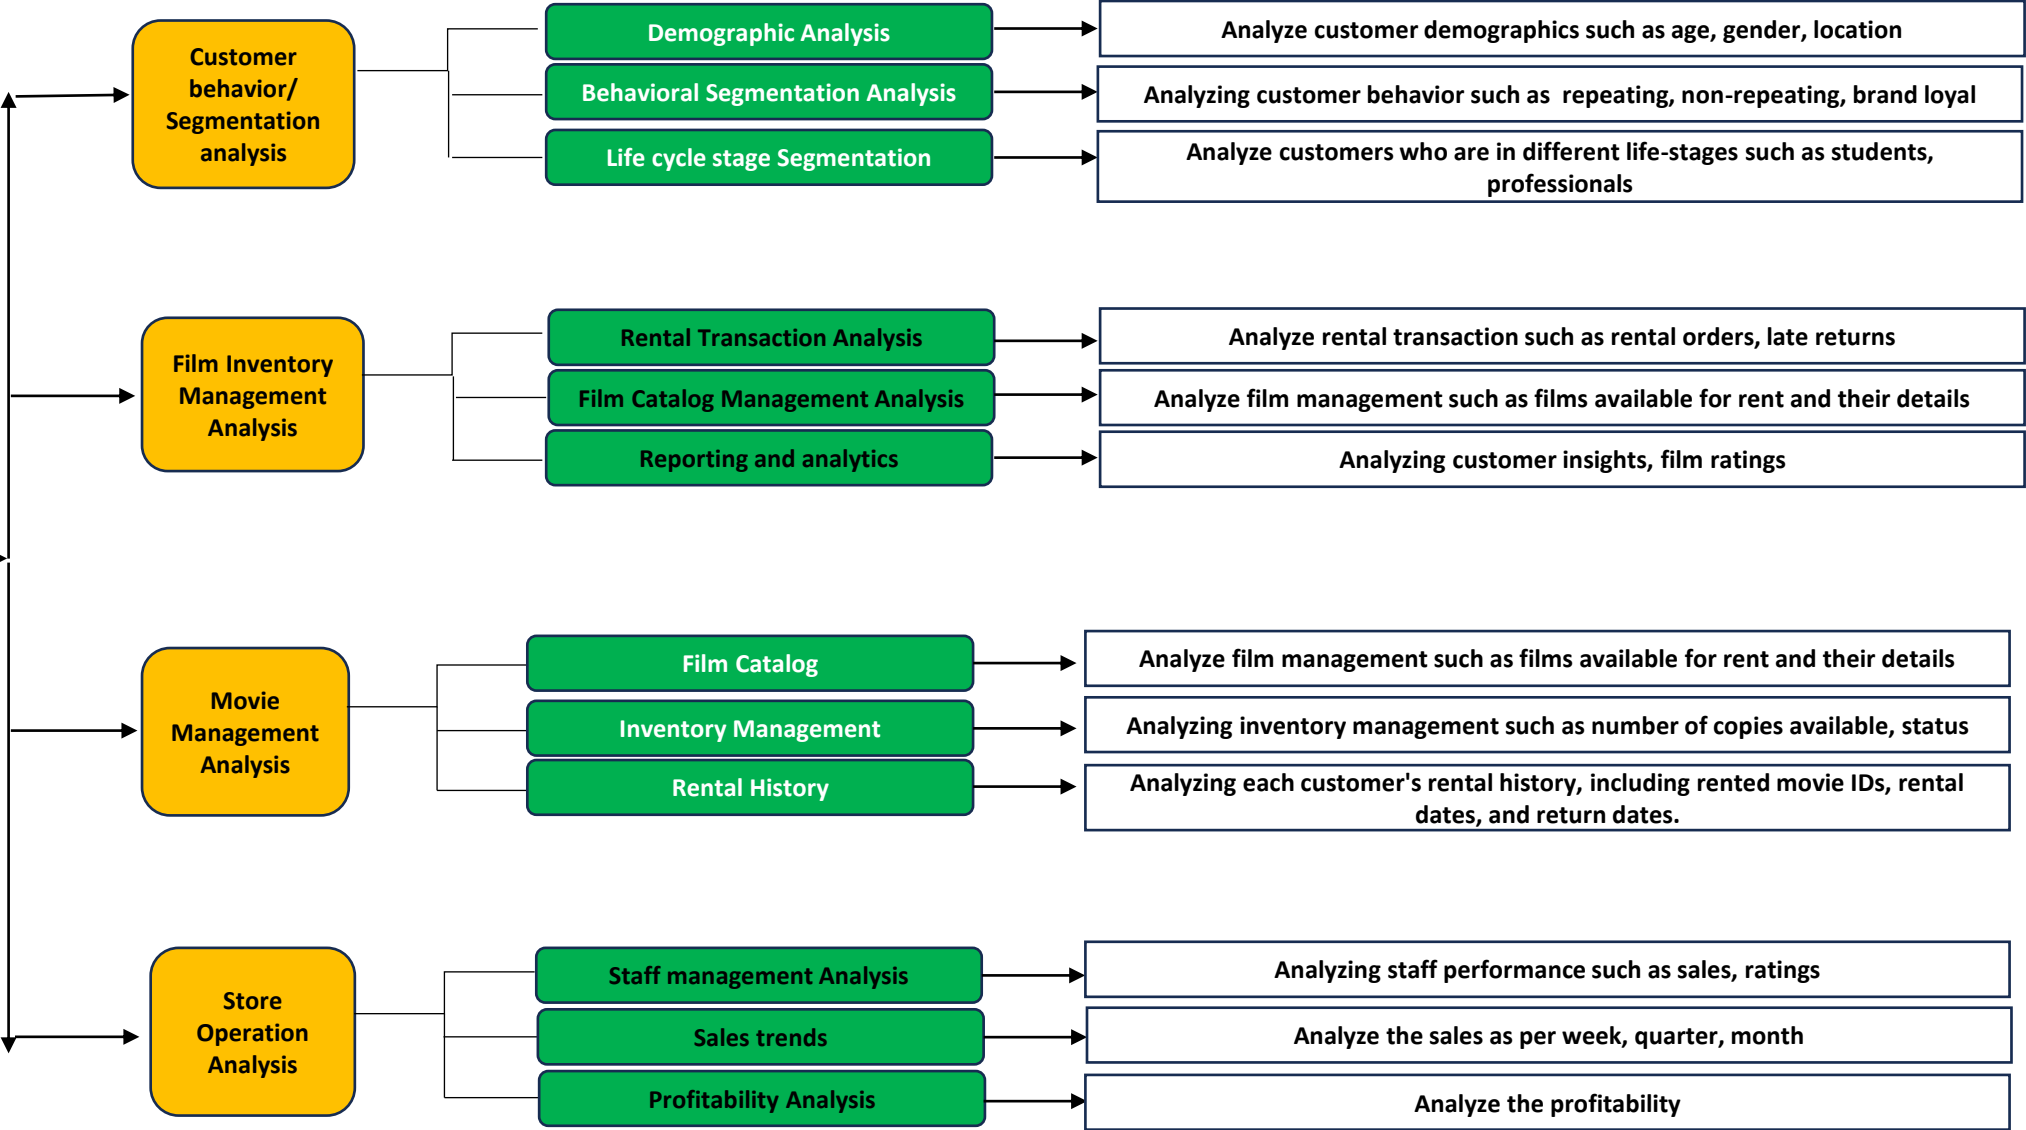 Customer
behavior/
Segmentation
analysis
Demographic Analysis
Analyze customer demographics such as age, gender, location
Behavioral Segmentation Analysis
Analyzing customer behavior such as  repeating, non-repeating, brand loyal
Life cycle stage Segmentation
Analyze customers who are in different life-stages such as students,
professionals
Film Inventory
Management
Analysis
Rental Transaction Analysis
Analyze rental transaction such as rental orders, late returns
Film Catalog Management Analysis
Analyze film management such as films available for rent and their details
Reporting and analytics
Analyzing customer insights, film ratings
Movie
Management
Analysis
Film Catalog
Analyze film management such as films available for rent and their details
Inventory Management
Analyzing inventory management such as number of copies available, status
Rental History
Analyzing each customer's rental history, including rented movie IDs, rental
dates, and return dates.
Store
Operation
Analysis
Staff management Analysis
Analyzing staff performance such as sales, ratings
Sales trends
Analyze the sales as per week, quarter, month
Profitability Analysis
Analyze the profitability